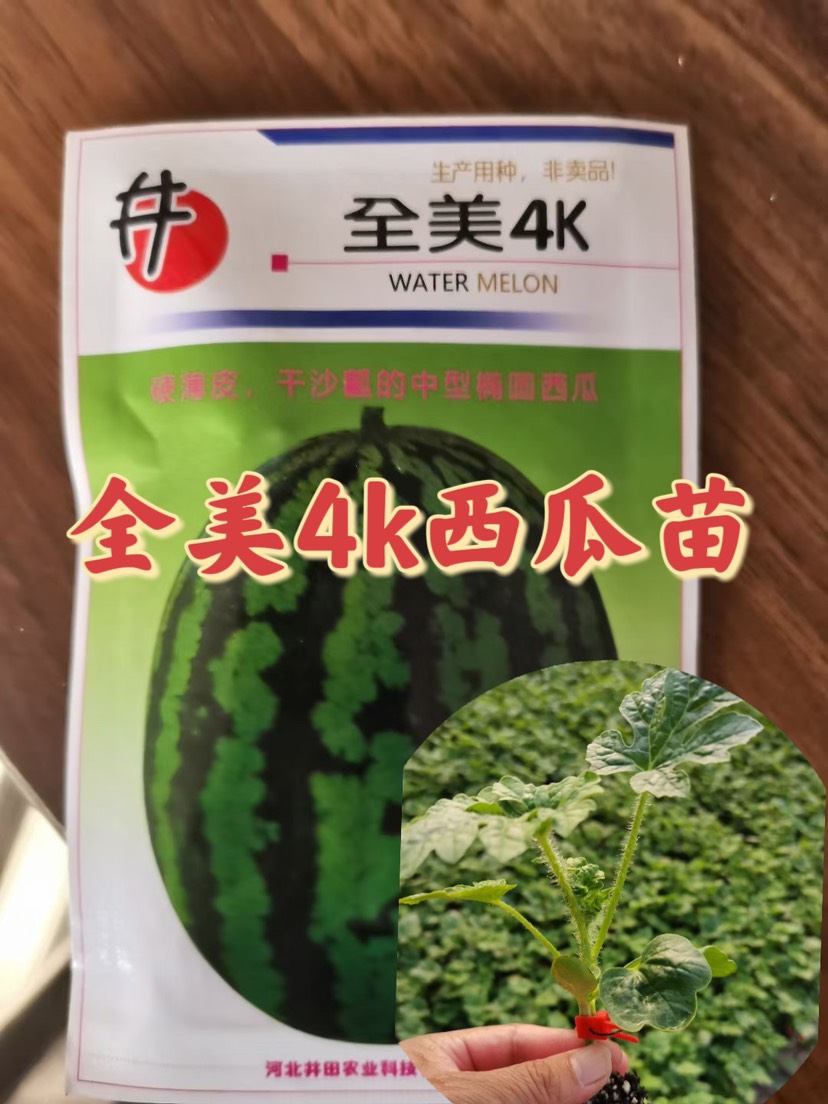 井
生产用种，非卖品!
全美4K
WATER MELON
硬薄皮，干沙瓤的中型椭圆西瓜
全美4k西瓜苗
河北井田农业科技